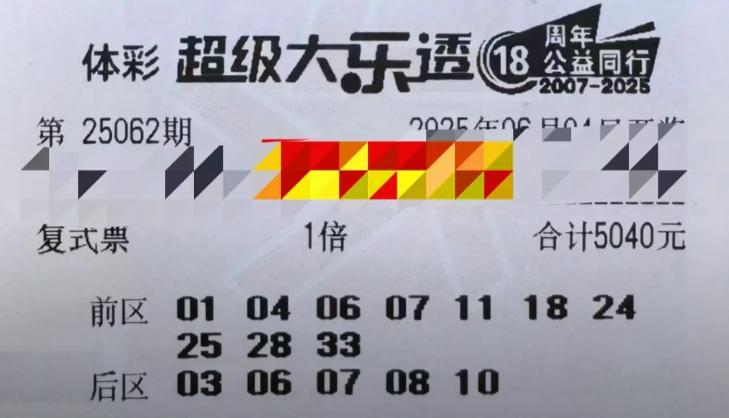 体彩 超级大乐透 18 周年
公益同行
2007-2025
第 25062期 2025年06月04日开奖
复式票 1倍 合计5040元
前区 01 04 06 07 11 18 24
25 28 33
后区 03 06 07 08 10